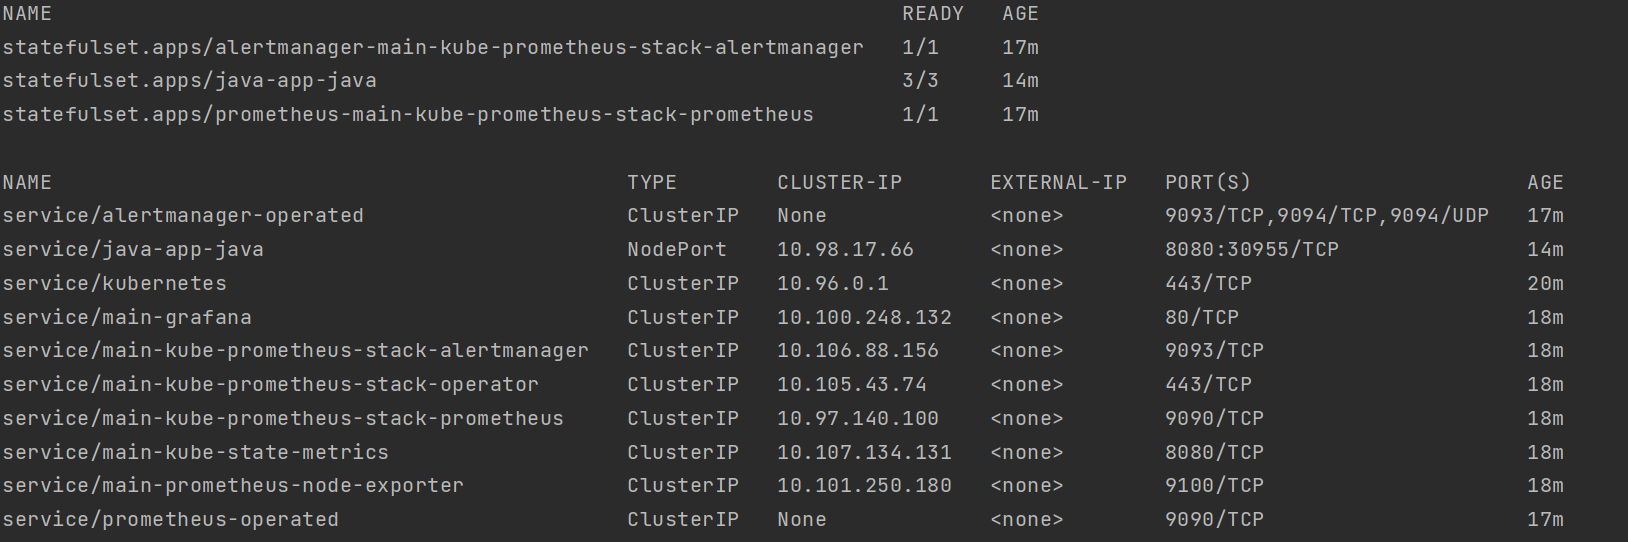 NAME READY AGE
statefulset.apps/alertmanager-main-kube-prometheus-stack-alertmanager 1/1 17m
statefulset.apps/java-app-java 3/3 14m
statefulset.apps/prometheus-main-kube-prometheus-stack-prometheus 1/1 17m
NAME TYPE CLUSTER-IP EXTERNAL-IP PORT(S) AGE
service/alertmanager-operated ClusterIP None <none> 9093/TCP,9094/TCP,9094/UDP 17m
service/java-app-java NodePort 10.98.17.66 <none> 8080:30955/TCP 14m
service/kubernetes ClusterIP 10.96.0.1 <none> 443/TCP 20m
service/main-grafana ClusterIP 10.100.248.132 <none> 80/TCP 18m
service/main-kube-prometheus-stack-alertmanager ClusterIP 10.106.88.156 <none> 9093/TCP 18m
service/main-kube-prometheus-stack-operator ClusterIP 10.105.43.74 <none> 443/TCP 18m
service/main-kube-prometheus-stack-prometheus ClusterIP 10.97.140.100 <none> 9090/TCP 18m
service/main-kube-state-metrics ClusterIP 10.107.134.131 <none> 8080/TCP 18m
service/main-prometheus-node-exporter ClusterIP 10.101.250.180 <none> 9100/TCP 18m
service/prometheus-operated ClusterIP None <none> 9090/TCP 17m